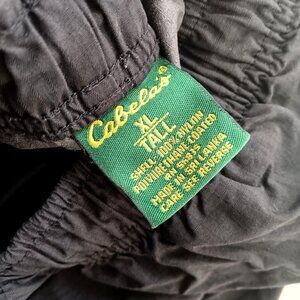 Cabela's®
XL
TALL
SHELL: 100% NYLON
POLYURETHANE COATED
MADE IN SRI LANKA
CARE: SEE REVERSE